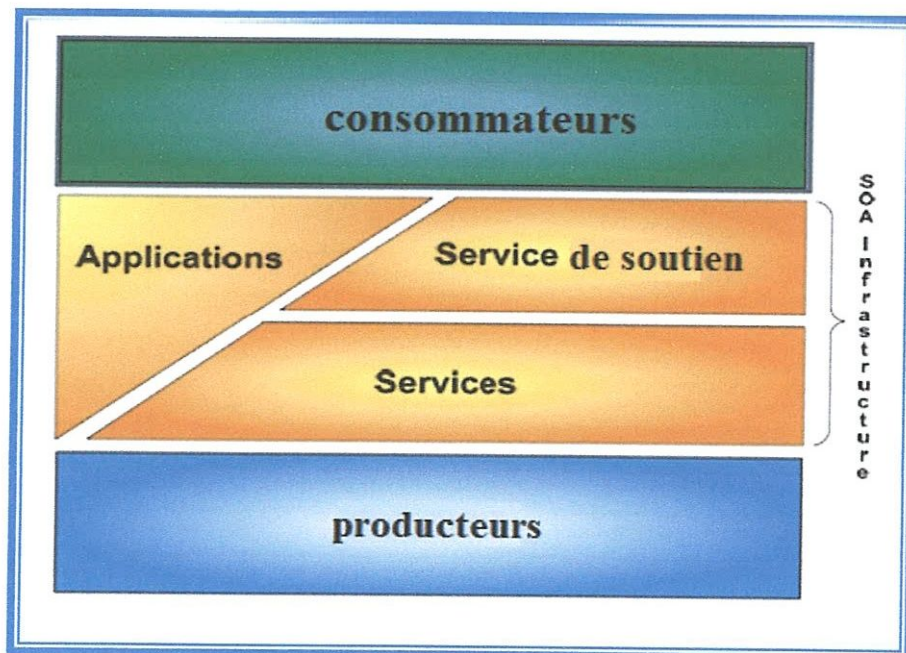 consommateurs
Applications
Service de soutien
Services
producteurs
SOA Infrastructure